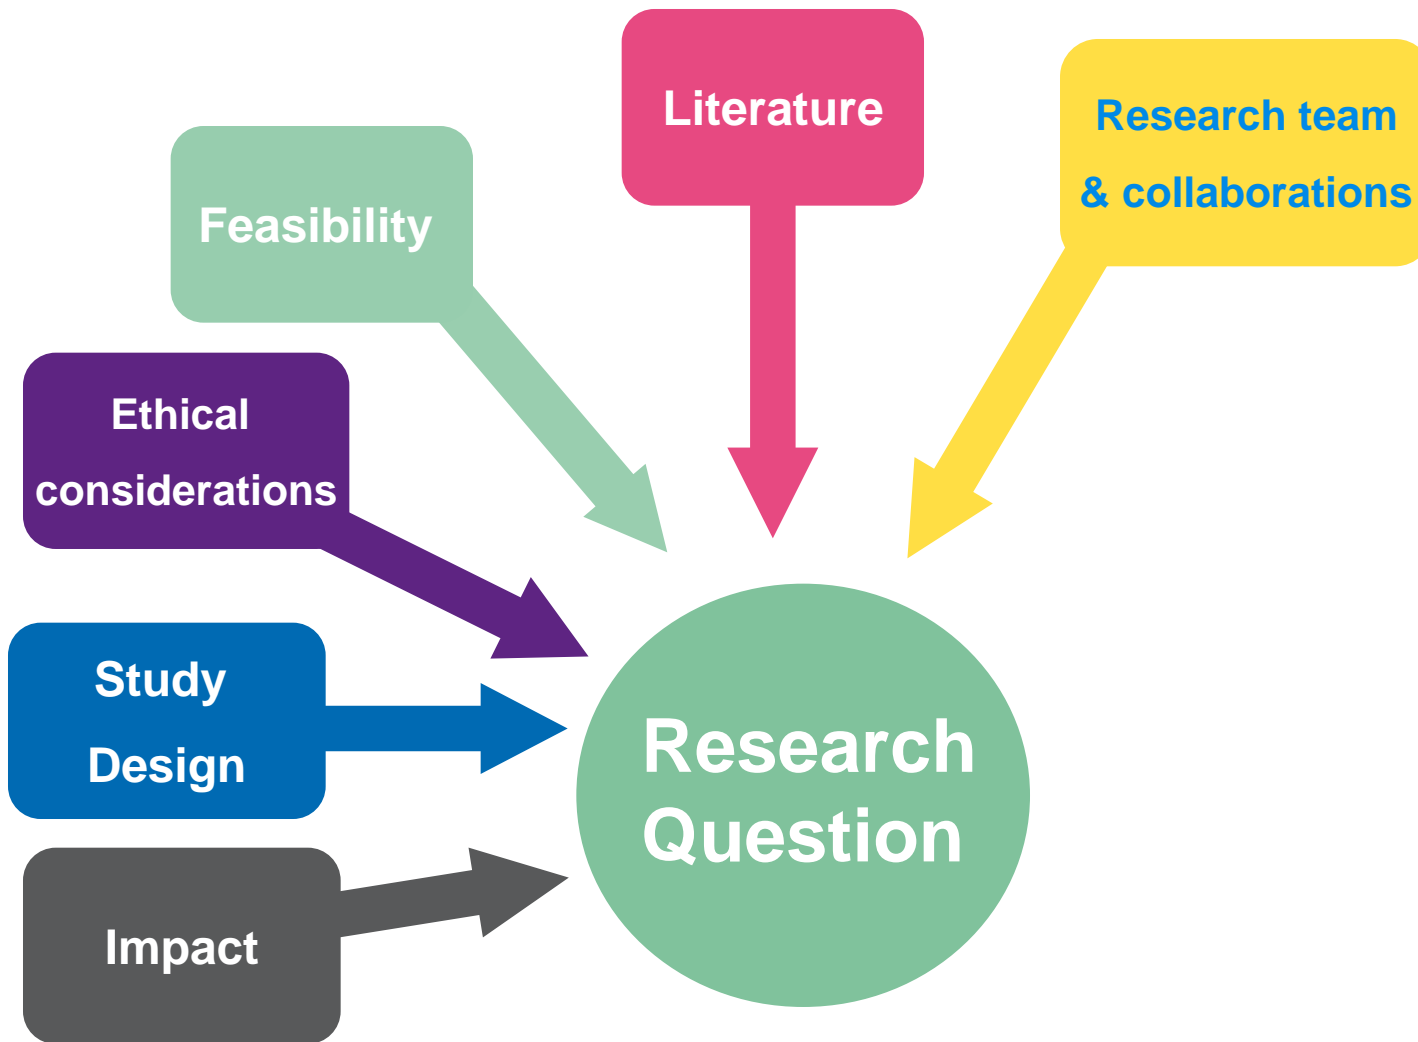 Literature
Research team
& collaborations
Feasibility
Ethical
considerations
Study
Design
Research
Question
Impact